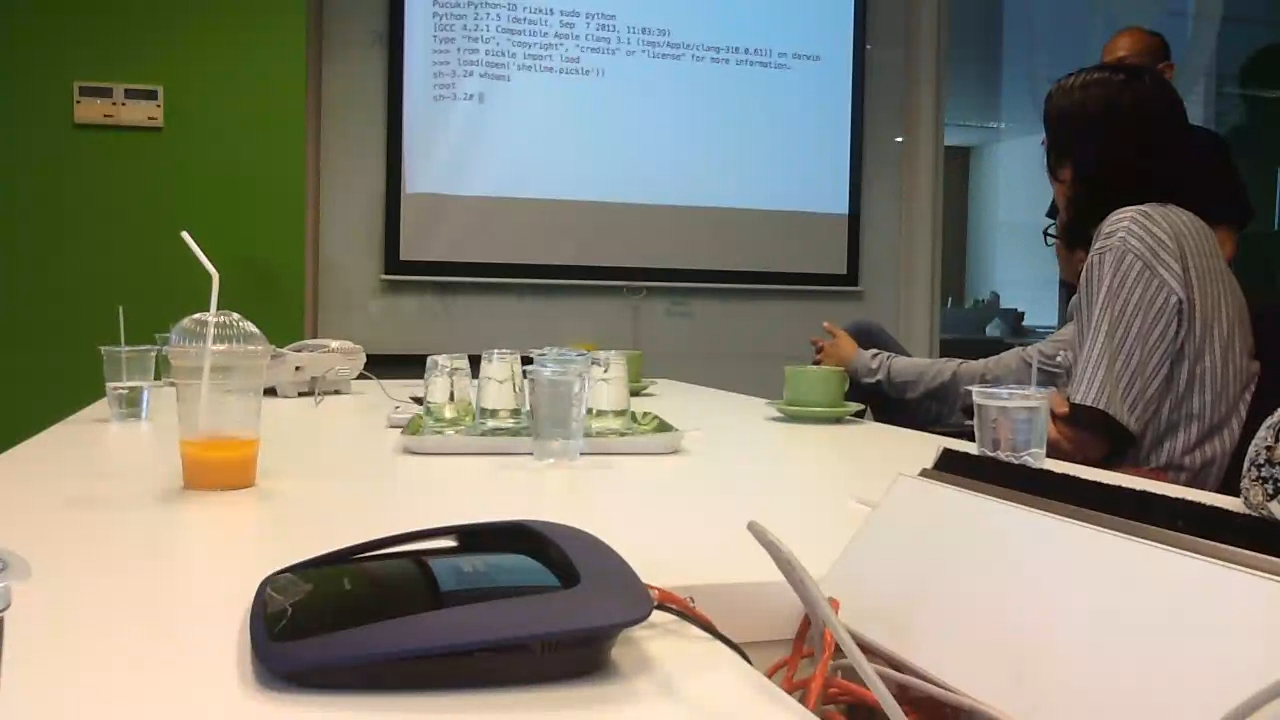 Pucuk:Python-ID rizki$ sudo python
Python 2.7.5 (default, Sep  7 2013, 11:03:39)
[GCC 4.2.1 Compatible Apple Clang 3.1 (tags/Apple/clang-318.0.61)] on darwin
Type "help", "copyright", "credits" or "license" for more information.
>>> from pickle import load
>>> load(open('shellme.pickle'))
sh-3.2# whoami
root
sh-3.2#